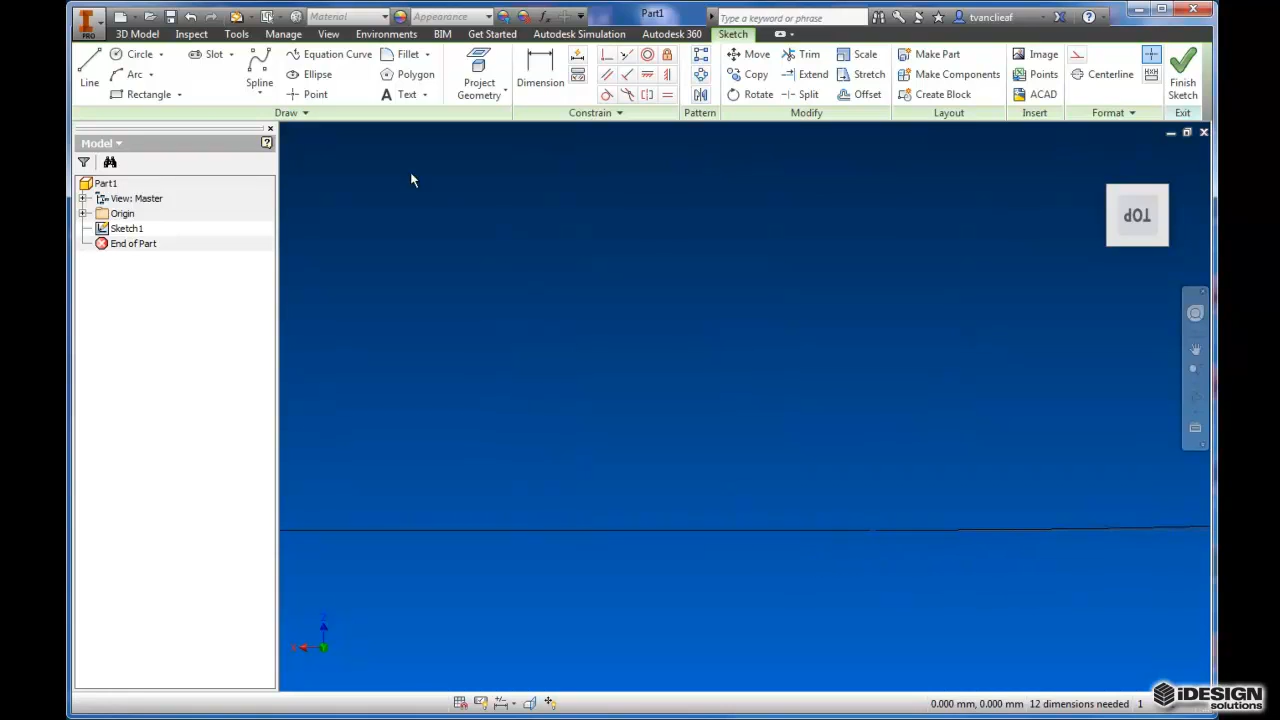 PRO
Material
Appearance
Part1
Type a keyword or phrase
tvanclieaf
3D Model Inspect Tools Manage View Environments BIM Get Started Autodesk Simulation Autodesk 360 Sketch
Line
Circle
Arc
Rectangle
Slot
Spline
Equation Curve
Ellipse
Point
Fillet
Polygon
Text
Project
Geometry
Dimension
Move
Copy
Rotate
Trim
Extend
Split
Scale
Stretch
Offset
Make Part
Make Components
Create Block
Image
Points
ACAD
Centerline
Finish
Sketch
Draw Constrain Pattern Modify Layout Insert Format Exit
Model
Part1
View: Master
Origin
Sketch1
End of Part
TOP
0.000 mm, 0.000 mm 12 dimensions needed 1
iDESIGN
solutions